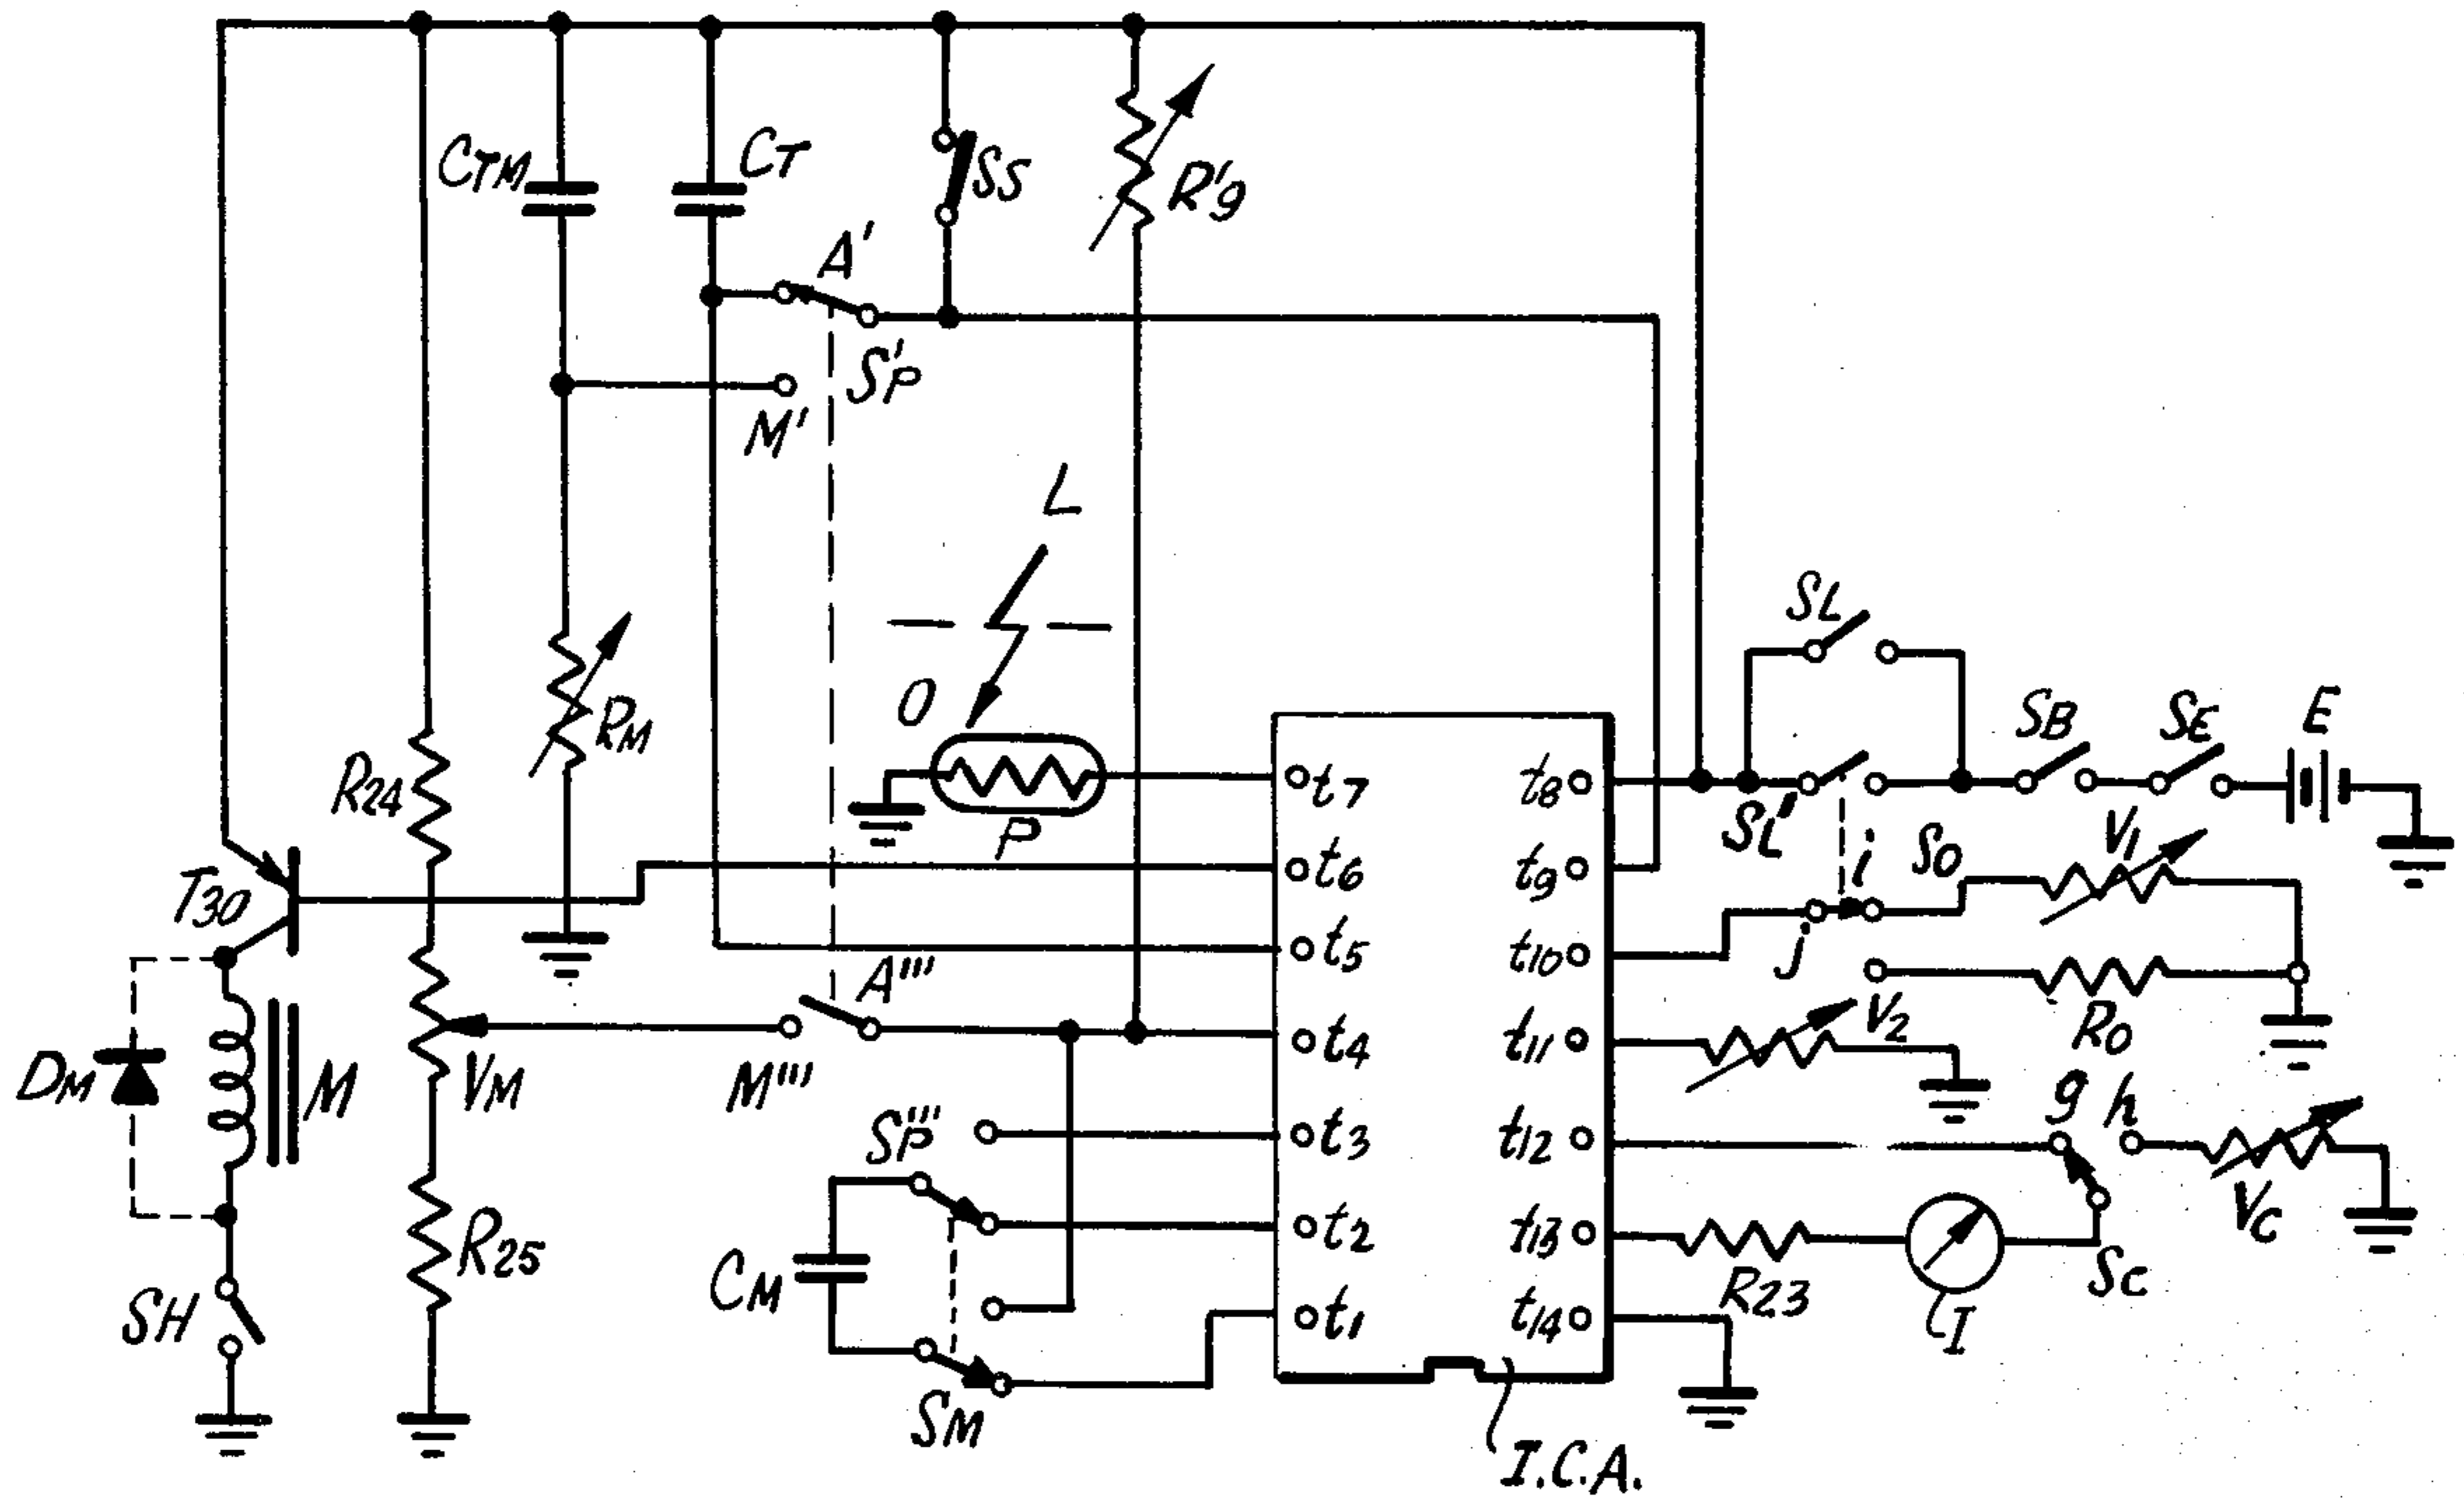 CTM
CT
SS
R'9
A'
S'P
M'
L
O
P
RM
R24
T30
DM
M
VM
R25
SH
A'''
M'''
SP'''
CM
SM
t7
t6
t5
t4
t3
t2
t1
t8
t9
t10
t11
t12
t13
t14
I.C.A.
SL
SL'
SB
SE
E
i
SO
j
V1
V2
RO
g h
VC
SC
R23
I